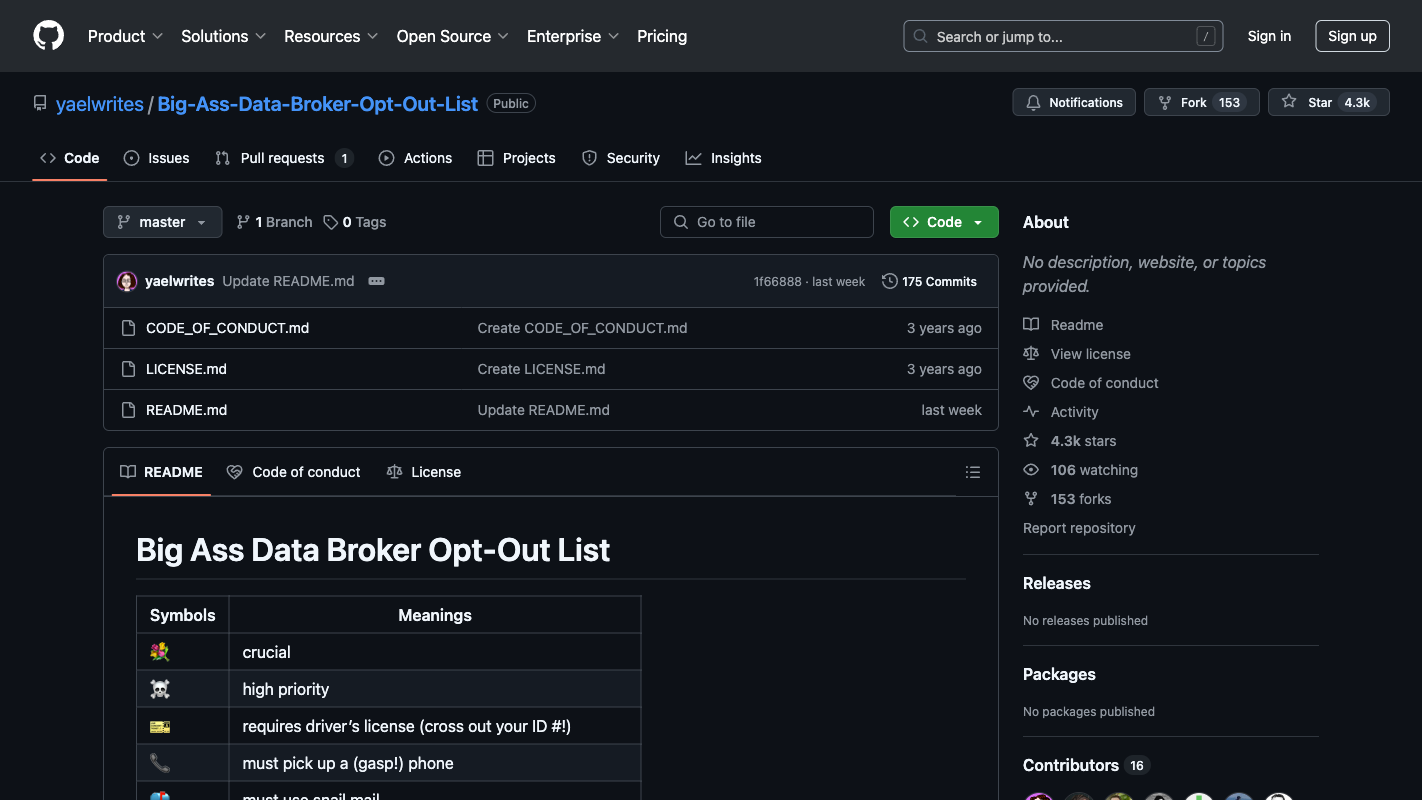 Product Solutions Resources Open Source Enterprise Pricing Search or jump to... / Sign in Sign up
yaelwrites / Big-Ass-Data-Broker-Opt-Out-List Public Notifications Fork 153 Star 4.3k
Code Issues Pull requests 1 Actions Projects Security Insights
master 1 Branch 0 Tags Go to file Code
yaelwrites Update README.md 1f66888 · last week 175 Commits
CODE_OF_CONDUCT.md Create CODE_OF_CONDUCT.md 3 years ago
LICENSE.md Create LICENSE.md 3 years ago
README.md Update README.md last week
README Code of conduct License
Big Ass Data Broker Opt-Out List
Symbols Meanings
💐 crucial
☠ high priority
🎫 requires driver’s license (cross out your ID #!)
📞 must pick up a (gasp!) phone
📬 must use snail mail
About
No description, website, or topics
provided.
Readme
View license
Code of conduct
Activity
4.3k stars
106 watching
153 forks
Report repository
Releases
No releases published
Packages
No packages published
Contributors 16